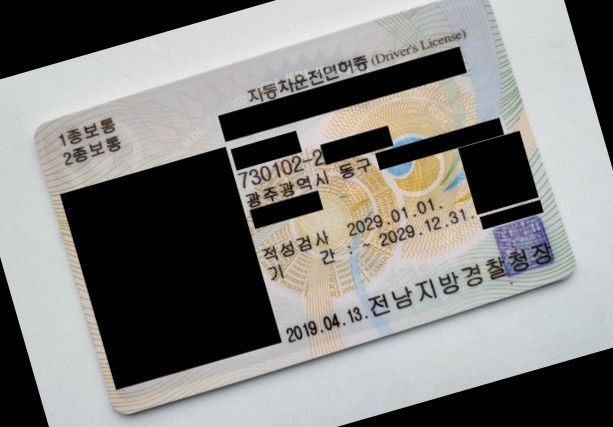 자동차운전면허증 (Driver's License)
1종보통
2종보통
730102-2
광주광역시 동구
적성검사 2029.01.01.
기 간 : ~ 2029.12.31.
2019.04.13. 전남지방경찰청장